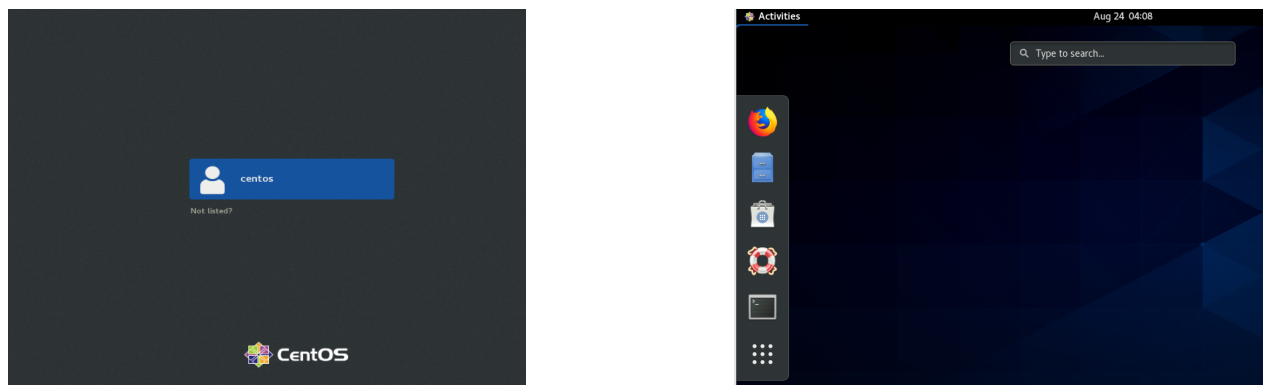 centos
Not listed?
CentOS
Activities
Aug 24 04:08
Type to search...